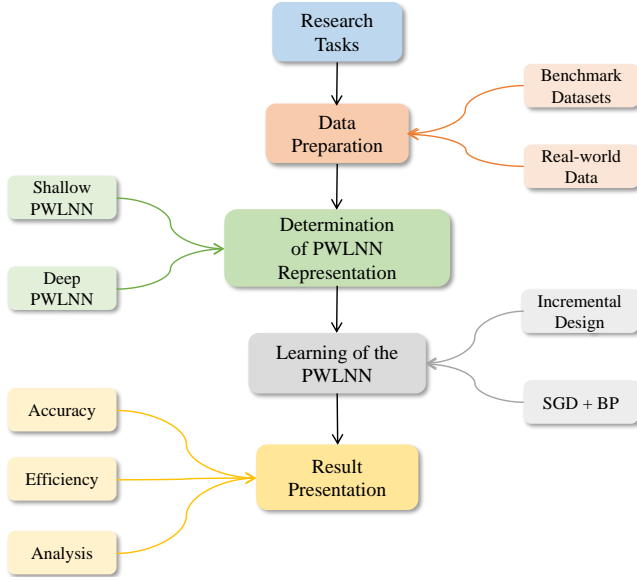 Research
Tasks
Benchmark
Datasets
Data
Preparation
Real-world
Data
Shallow
PWLNN
Determination
of PWLNN
Representation
Deep
PWLNN
Incremental
Design
Learning of the
PWLNN
SGD + BP
Accuracy
Result
Presentation
Efficiency
Analysis